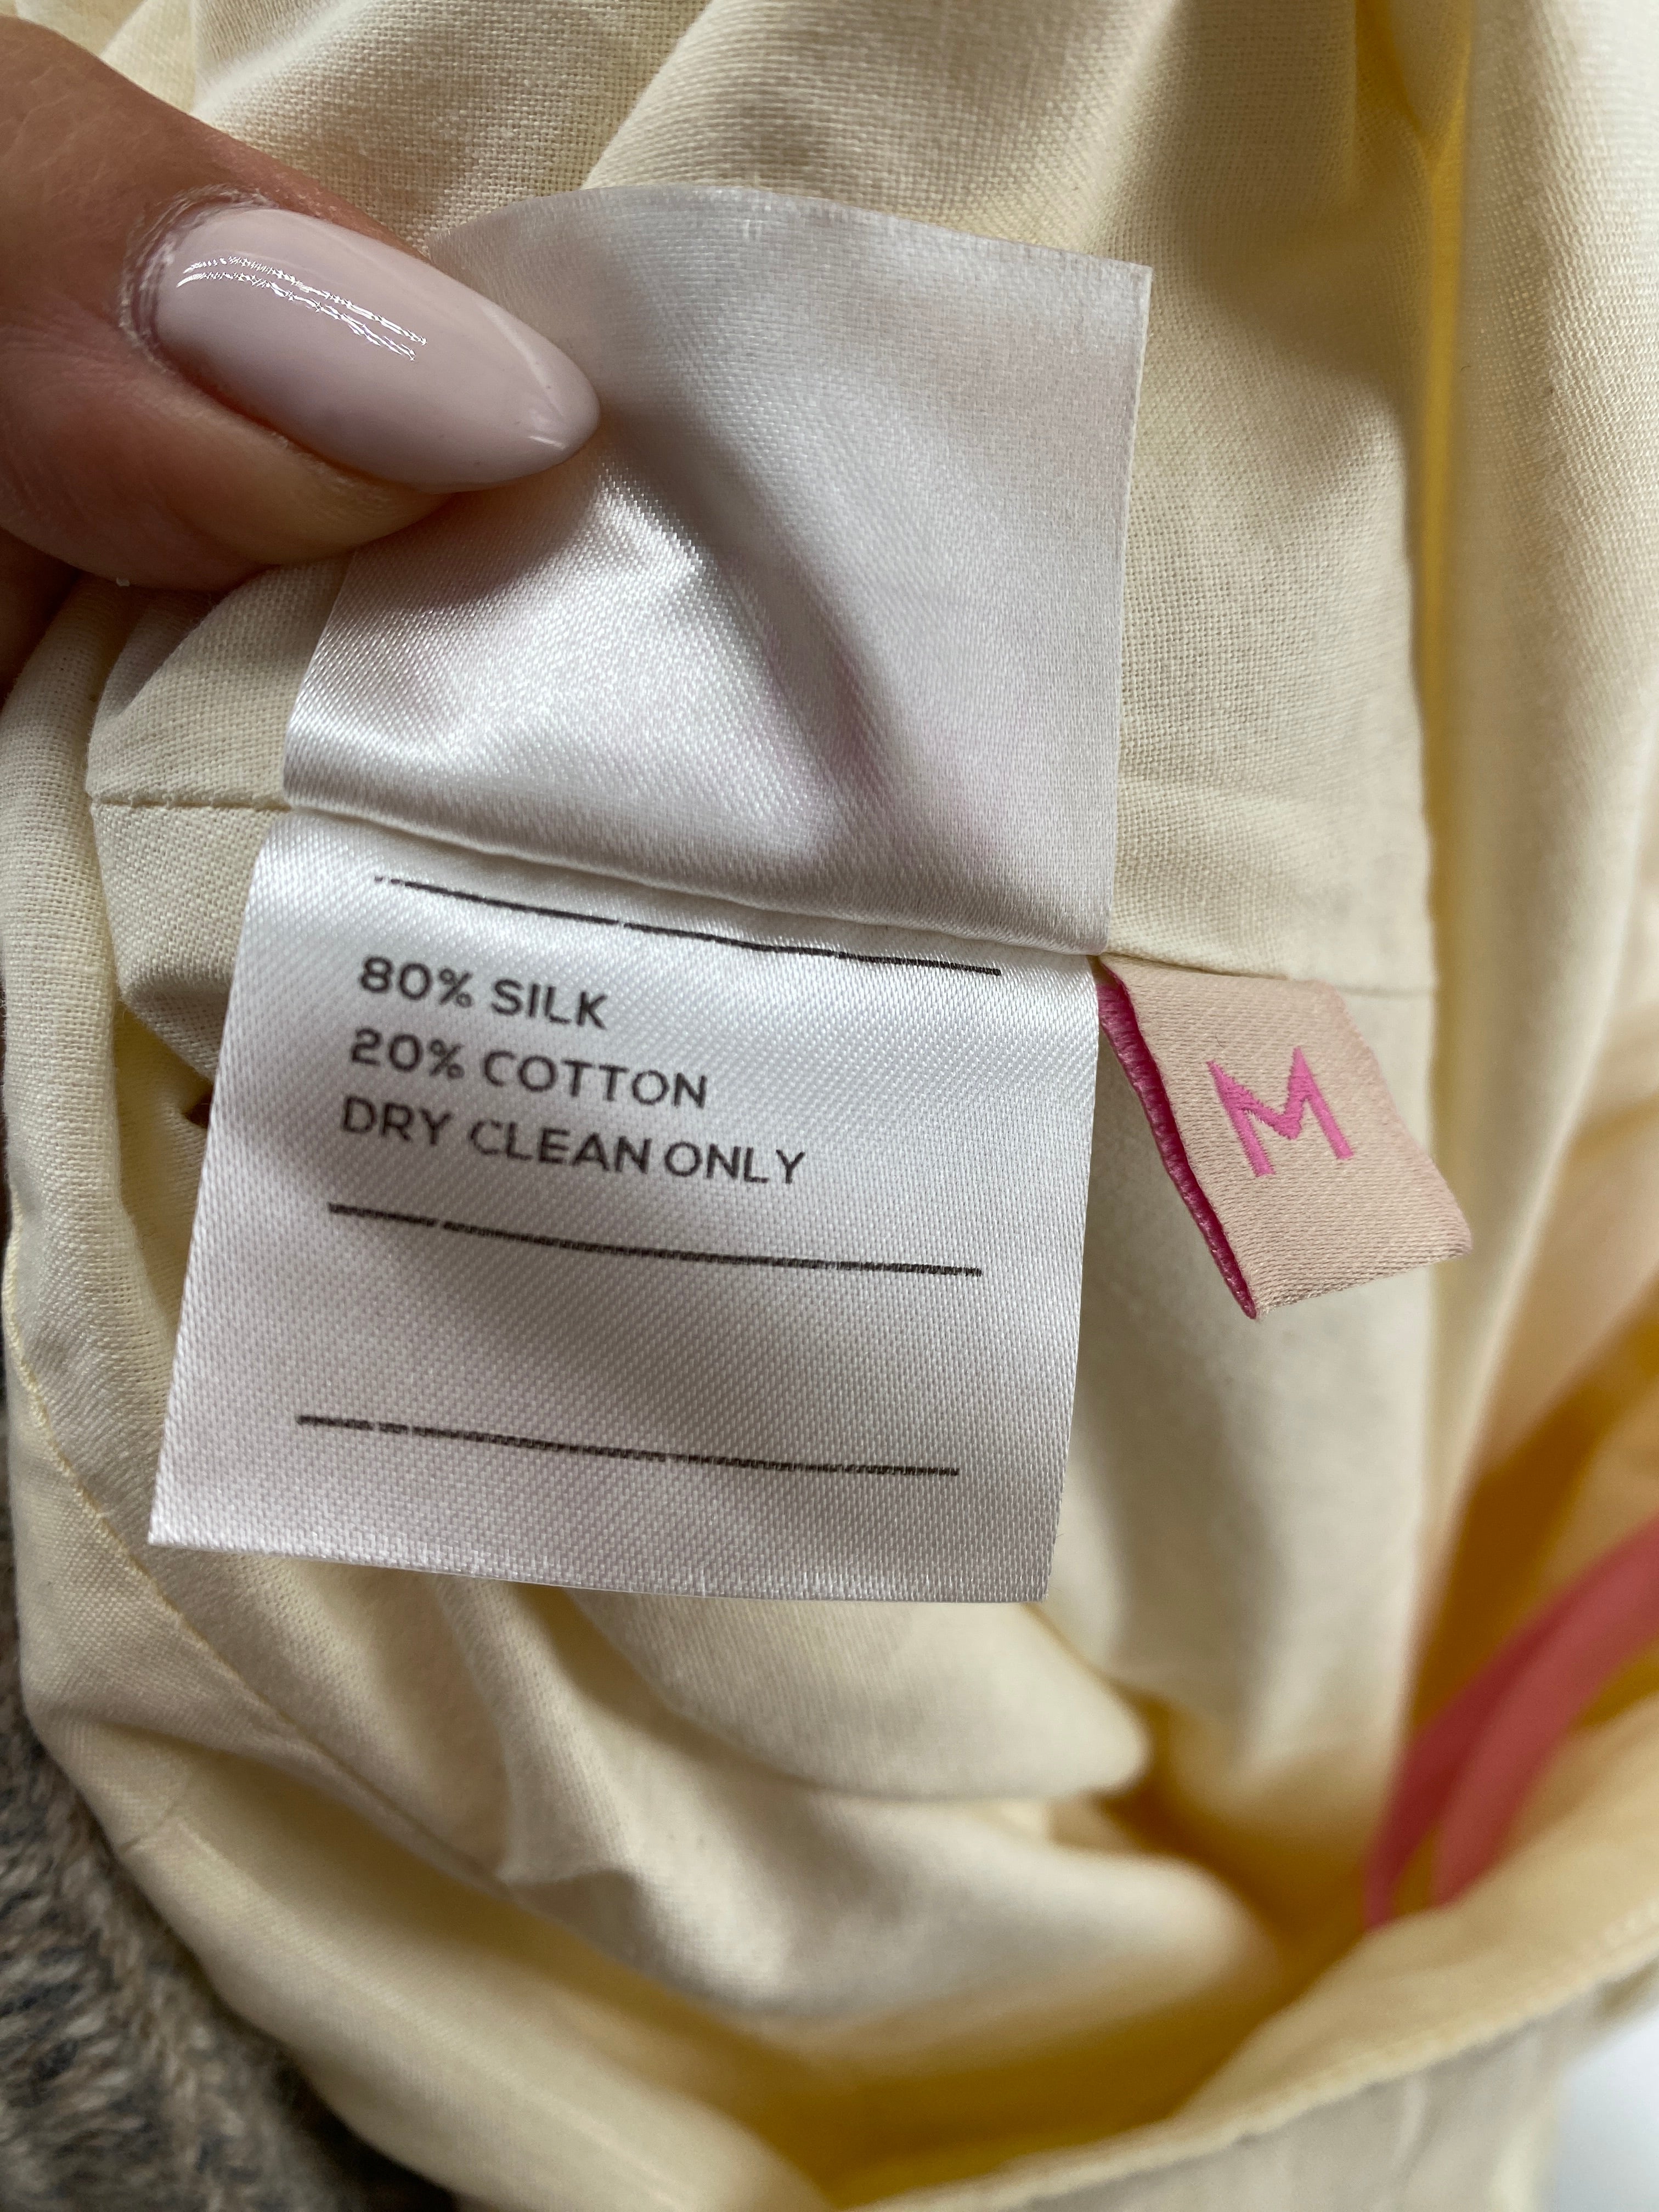 80% SILK
20% COTTON
DRY CLEAN ONLY
M